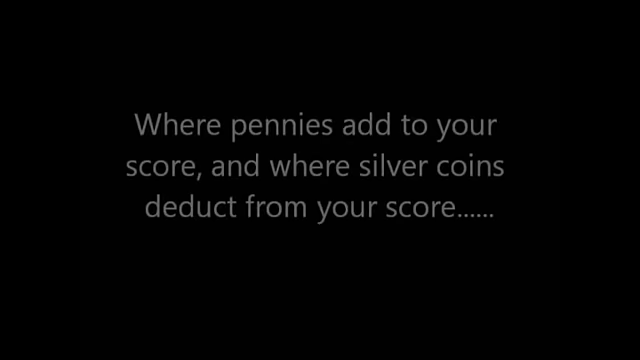 Where pennies add to your
score, and where silver coins
deduct from your score......